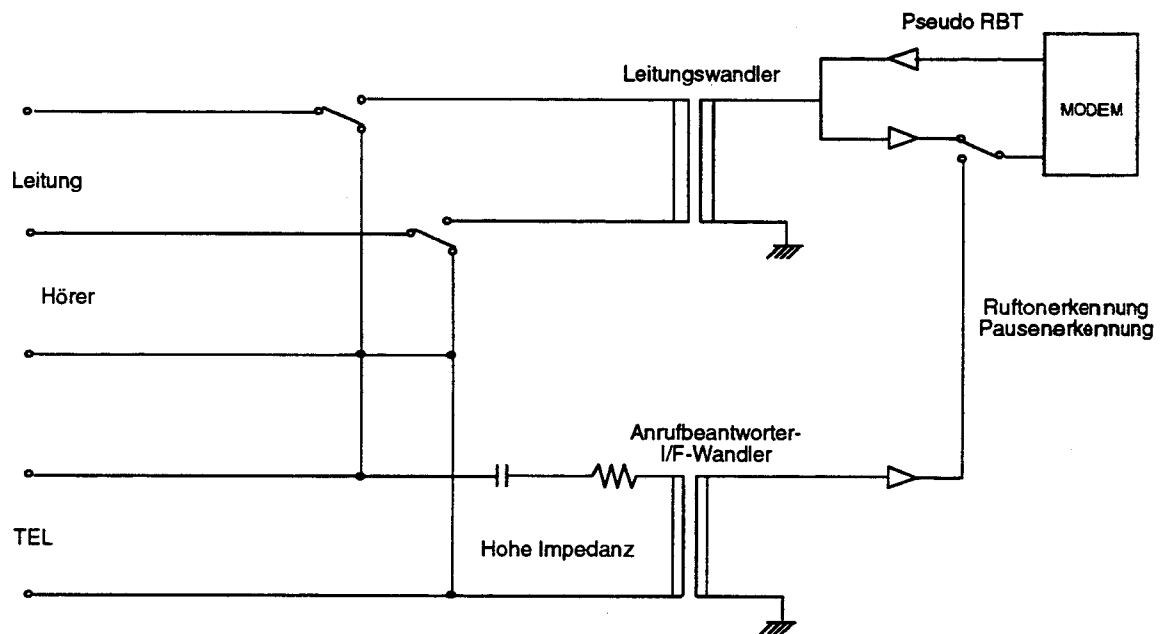 Pseudo RBT
Leitungswandler
MODEM
Leitung
Hörer
Ruftonerkennung
Pausenerkennung
Anrufbeantworter-
I/F-Wandler
TEL
Hohe Impedanz